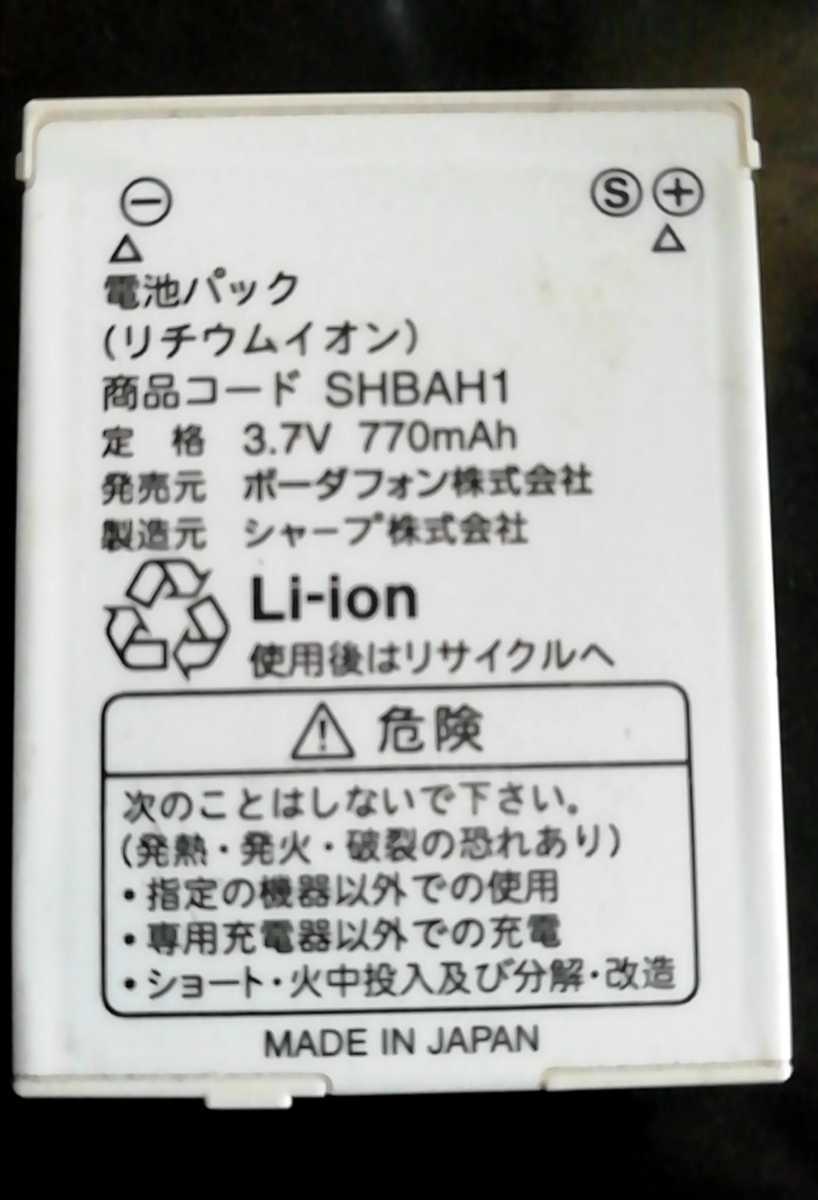 ⊖ Ⓢ ⊕
△ △
電池パック
(リチウムイオン)
商品コード SHBAH1
定　格 3.7V 770mAh
発売元 ボーダフォン株式会社
製造元 シャープ株式会社
Li-ion
使用後はリサイクルへ
⚠ 危険
次のことはしないで下さい。
(発熱・発火・破裂の恐れあり)
・指定の機器以外での使用
・専用充電器以外での充電
・ショート・火中投入及び分解・改造
MADE IN JAPAN